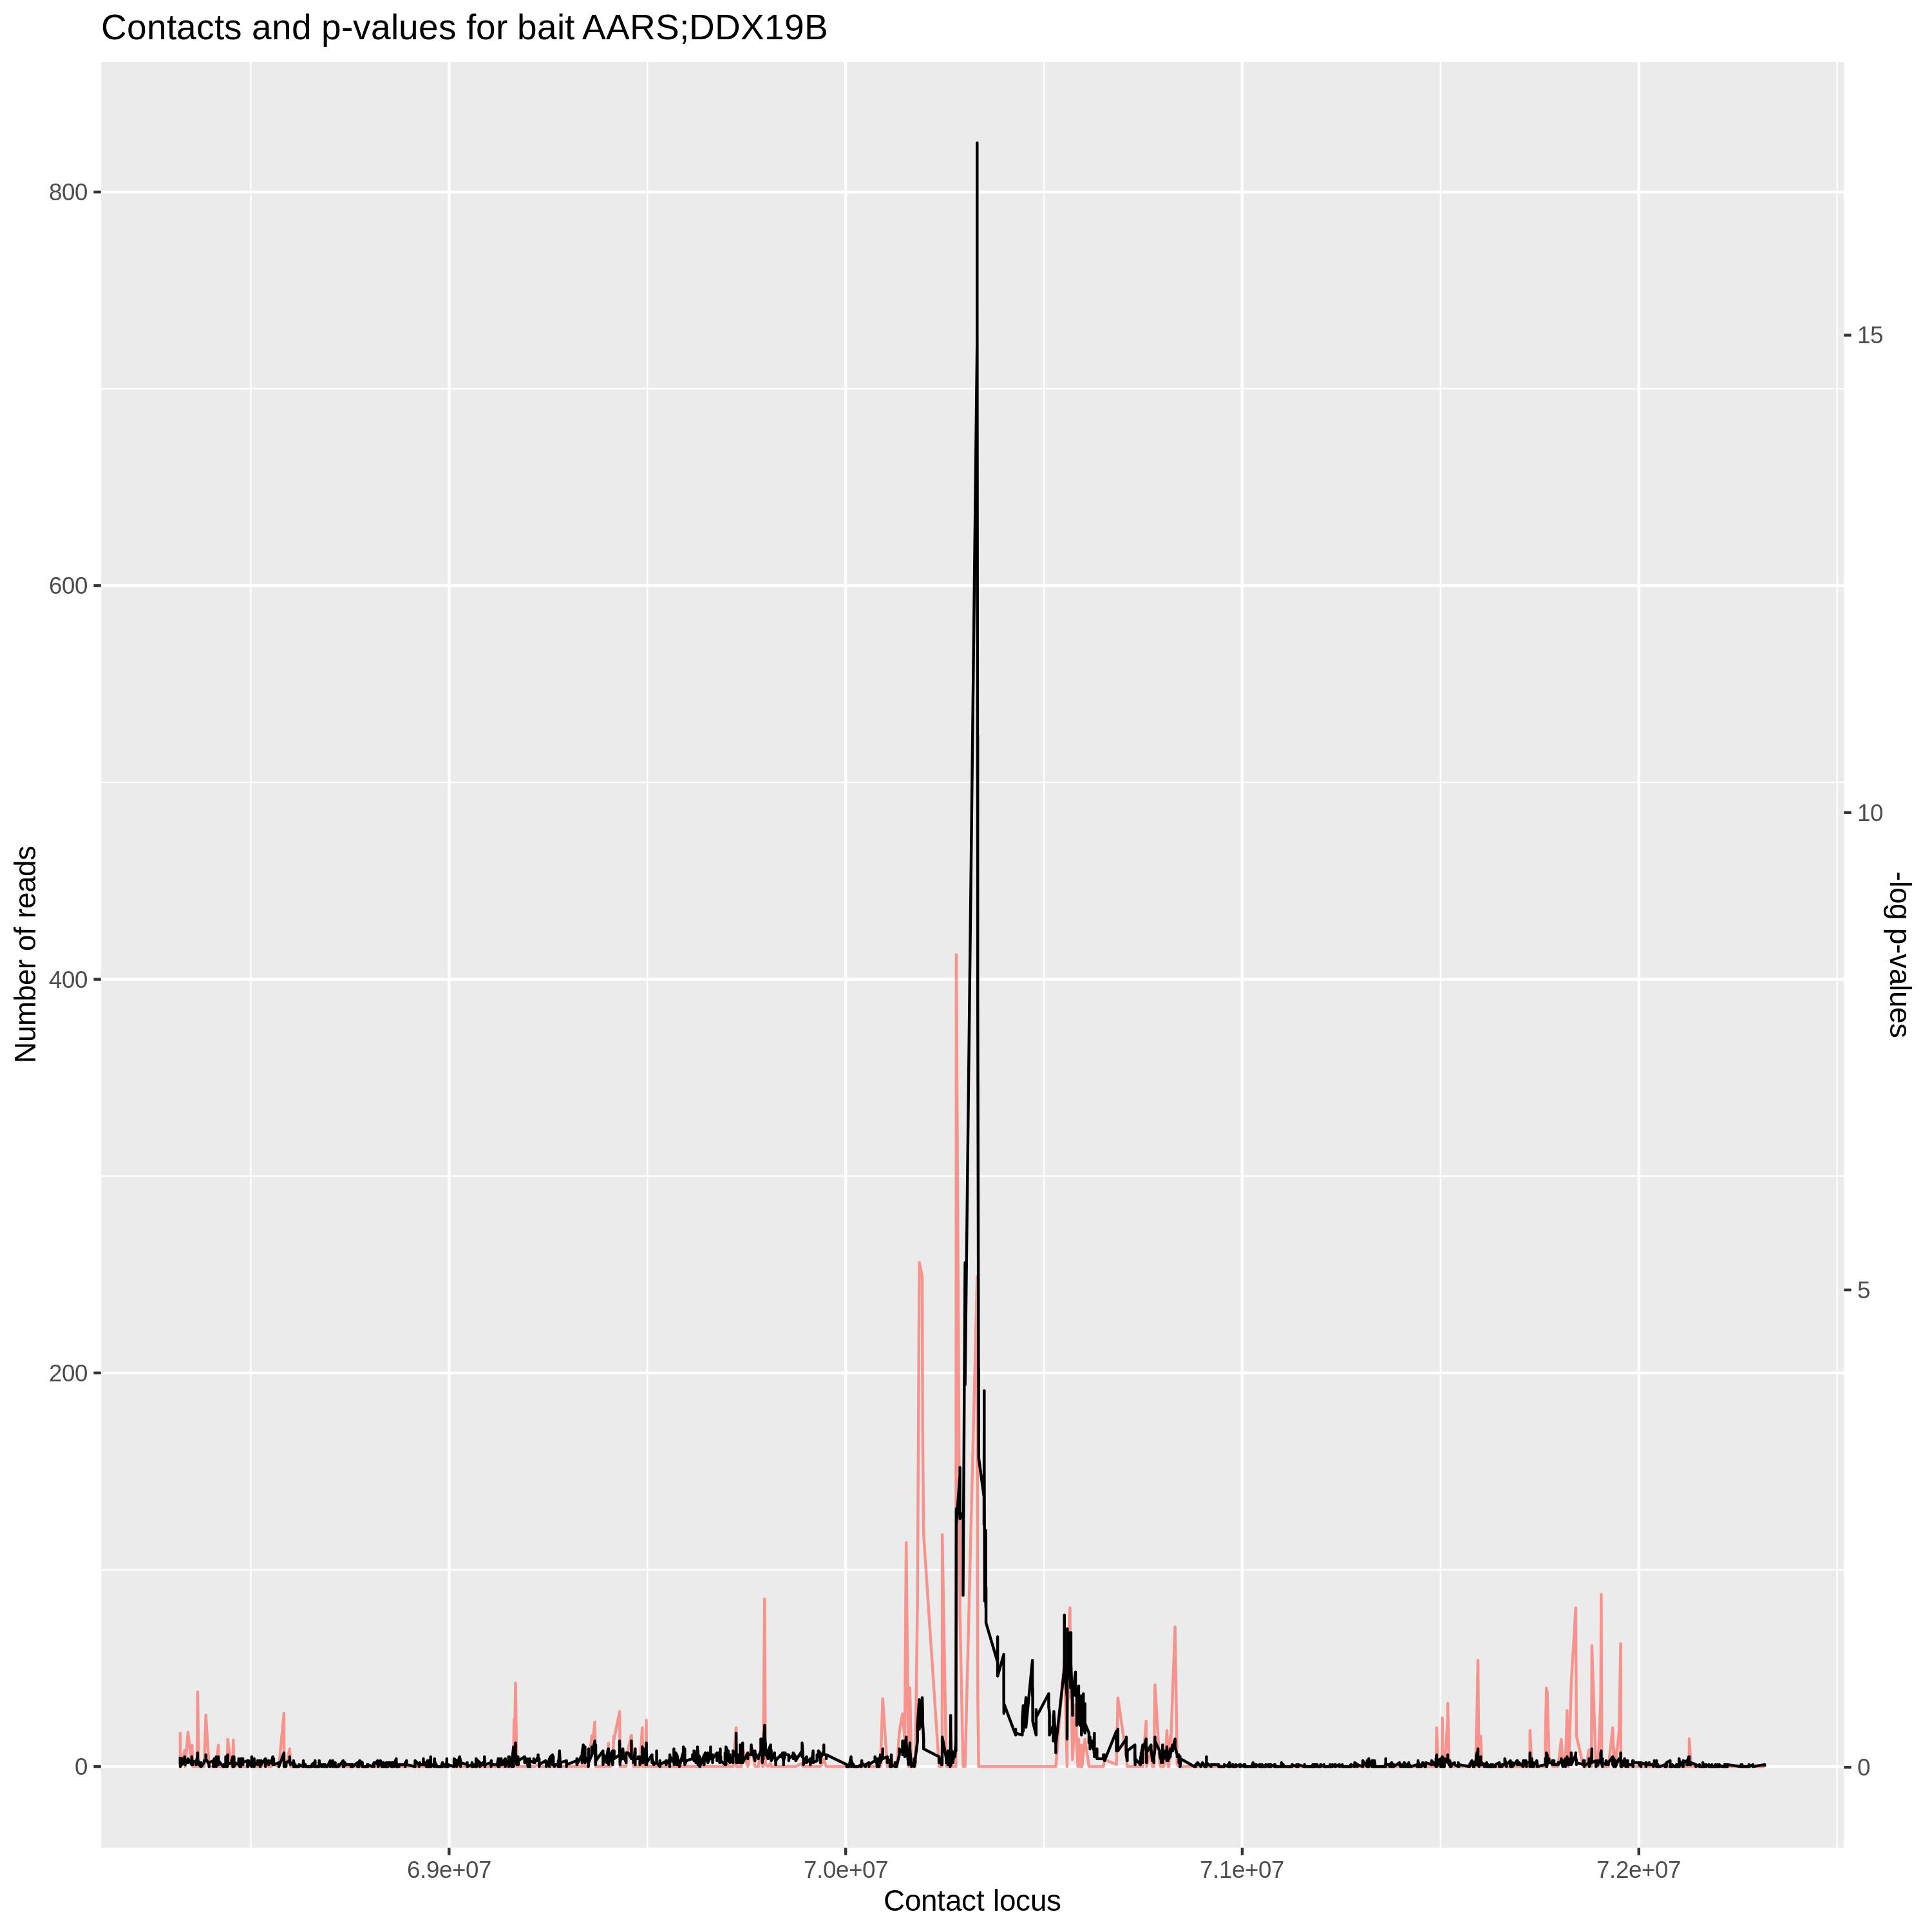 Contacts and p-values for bait AARS;DDX19B
800
600
400
200
0
Number of reads
15
10
5
0
-log p-values
6.9e+07
7.0e+07
7.1e+07
7.2e+07
Contact locus